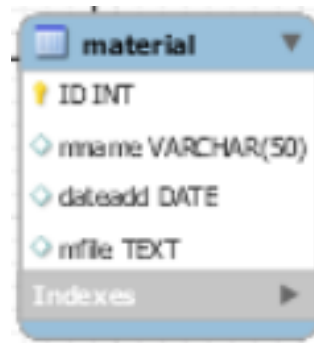 material
ID INT
mname VARCHAR(50)
dateadd DATE
mfile TEXT
Indexes